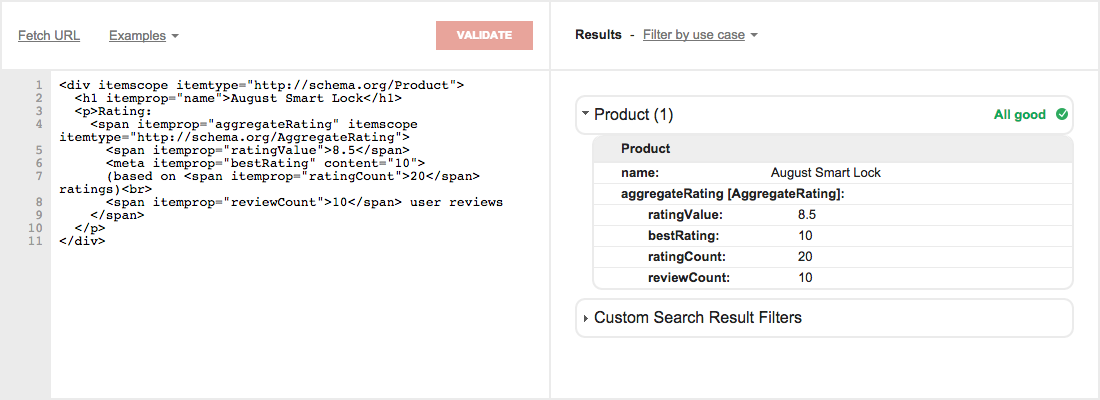 Fetch URL Examples VALIDATE
Results - Filter by use case
1 <div itemscope itemtype="http://schema.org/Product">
2 <h1 itemprop="name">August Smart Lock</h1>
3 <p>Rating:
4 <span itemprop="aggregateRating" itemscope
itemtype="http://schema.org/AggregateRating">
5 <span itemprop="ratingValue">8.5</span>
6 <meta itemprop="bestRating" content="10">
7 (based on <span itemprop="ratingCount">20</span>
ratings)<br>
8 <span itemprop="reviewCount">10</span> user reviews
9 </span>
10 </p>
11 </div>
Product (1) All good
Product
name: August Smart Lock
aggregateRating [AggregateRating]:
ratingValue: 8.5
bestRating: 10
ratingCount: 20
reviewCount: 10
Custom Search Result Filters